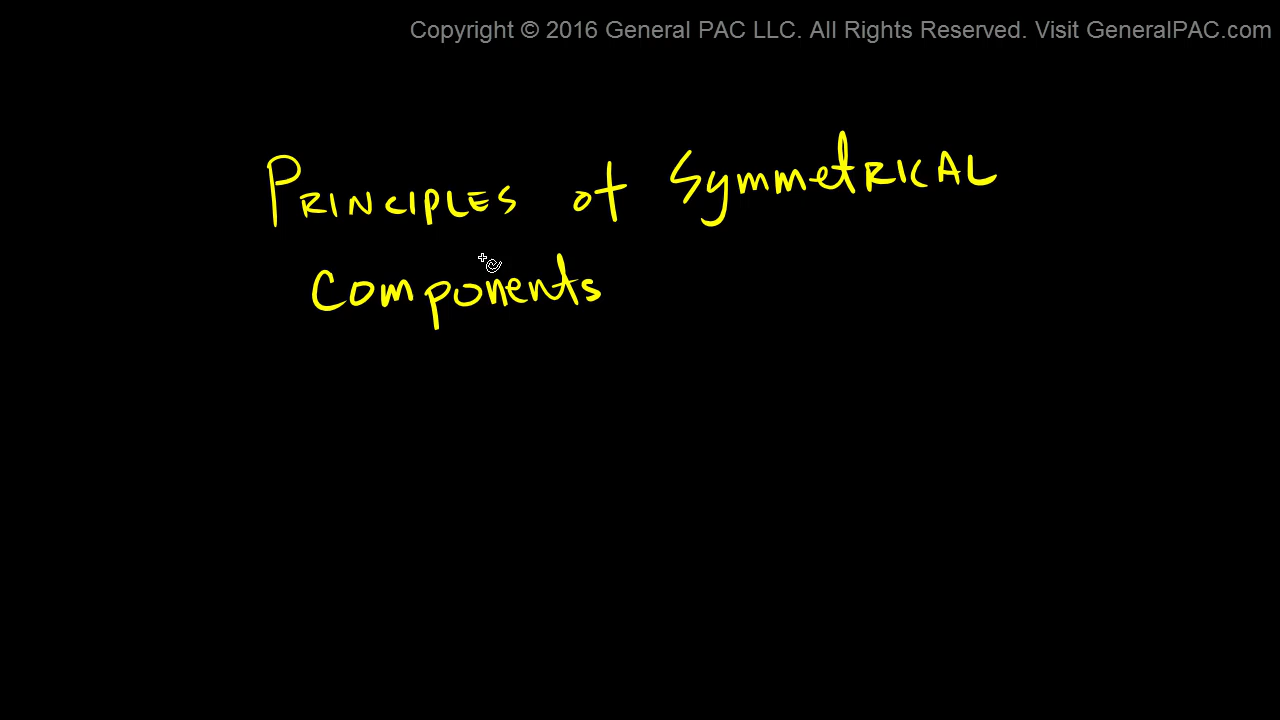 Copyright © 2016 General PAC LLC. All Rights Reserved. Visit GeneralPAC.com
PRINCIPLES of SymmetRICAL
Components